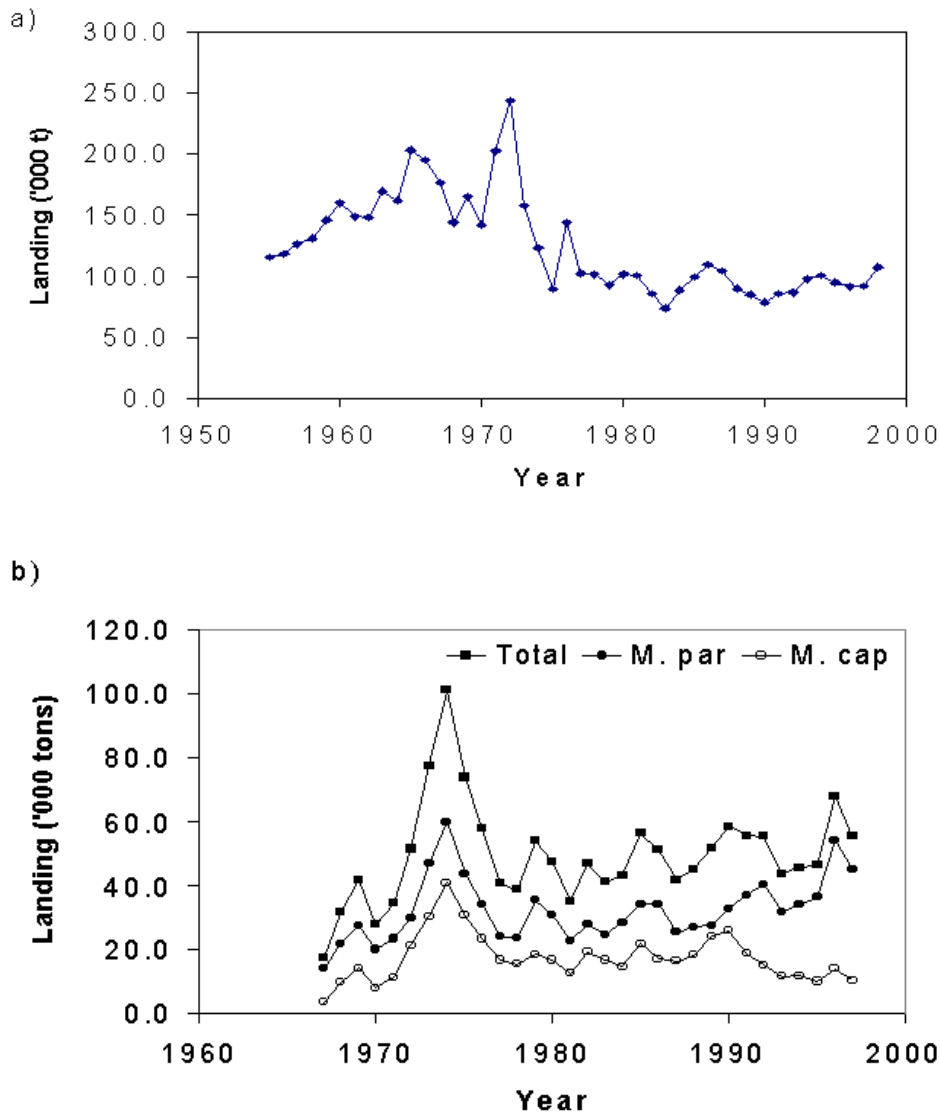 a)
300.0
250.0
200.0
150.0
100.0
50.0
0.0
Landing ('000 t)
1950 1960 1970 1980 1990 2000
Year
b)
120.0
100.0
80.0
60.0
40.0
20.0
0.0
Landing ('000 tons)
Total M. par M. cap
1960 1970 1980 1990 2000
Year